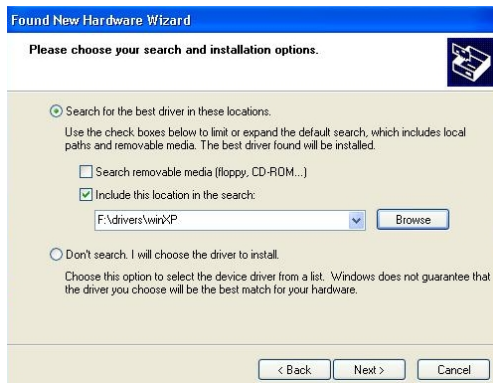 Found New Hardware Wizard
Please choose your search and installation options.
Search for the best driver in these locations.
Use the check boxes below to limit or expand the default search, which includes local
paths and removable media. The best driver found will be installed.
Search removable media (floppy, CD-ROM...)
Include this location in the search:
F:\drivers\winXP
Browse
Don't search. I will choose the driver to install.
Choose this option to select the device driver from a list. Windows does not guarantee that
the driver you choose will be the best match for your hardware.
< Back
Next >
Cancel